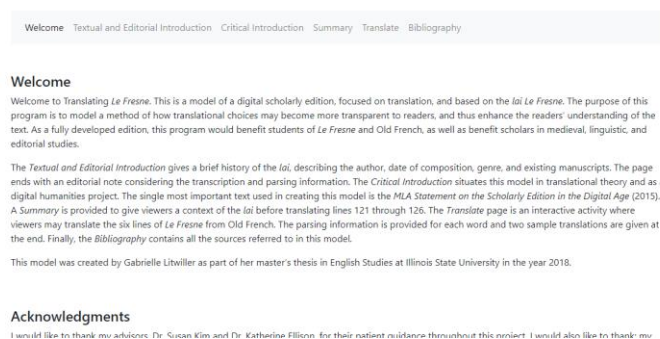 Welcome Textual and Editorial Introduction Critical Introduction Summary Translate Bibliography
Welcome
Welcome to Translating Le Fresne. This is a model of a digital scholarly edition, focused on translation, and based on the lai Le Fresne. The purpose of this
program is to model a method of how translational choices may become more transparent to readers, and thus enhance the readers' understanding of the
text. As a fully developed edition, this program would benefit students of Le Fresne and Old French, as well as benefit scholars in medieval, linguistic, and
editorial studies.
The Textual and Editorial Introduction gives a brief history of the lai, describing the author, date of composition, genre, and existing manuscripts. The page
ends with an editorial note considering the transcription and parsing information. The Critical Introduction situates this model in translational theory and as a
digital humanities project. The single most important text used in creating this model is the MLA Statement on the Scholarly Edition in the Digital Age (2015).
A Summary is provided to give viewers a context of the lai before translating lines 121 through 126. The Translate page is an interactive activity where
viewers may translate the six lines of Le Fresne from Old French. The parsing information is provided for each word and two sample translations are given at
the end. Finally, the Bibliography contains all the sources referred to in this model.
This model was created by Gabrielle Litwiller as part of her master's thesis in English Studies at Illinois State University in the year 2018.
Acknowledgments
I would like to thank my advisors, Dr. Susan Kim and Dr. Katherine Ellison, for their patient guidance throughout this project. I would also like to thank: my